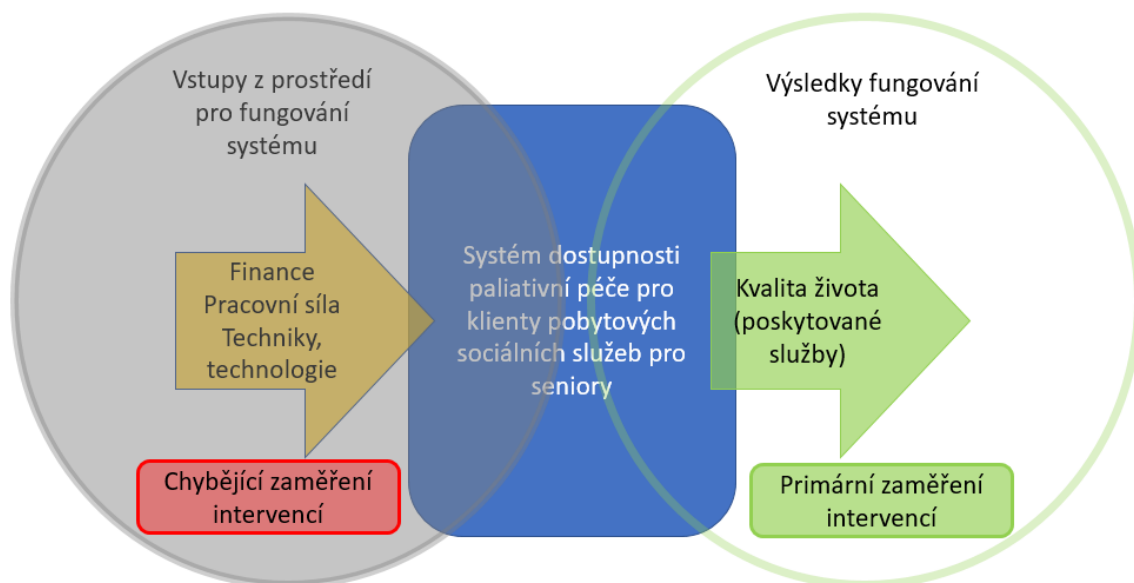 Vstupy z prostředí
pro fungování
systému
Finance
Pracovní síla
Techniky,
technologie
Chybějící zaměření
intervencí
Systém dostupnosti
paliativní péče pro
klienty pobytových
sociálních služeb pro
seniory
Výsledky fungování
systému
Kvalita života
(poskytované
služby)
Primární zaměření
intervencí